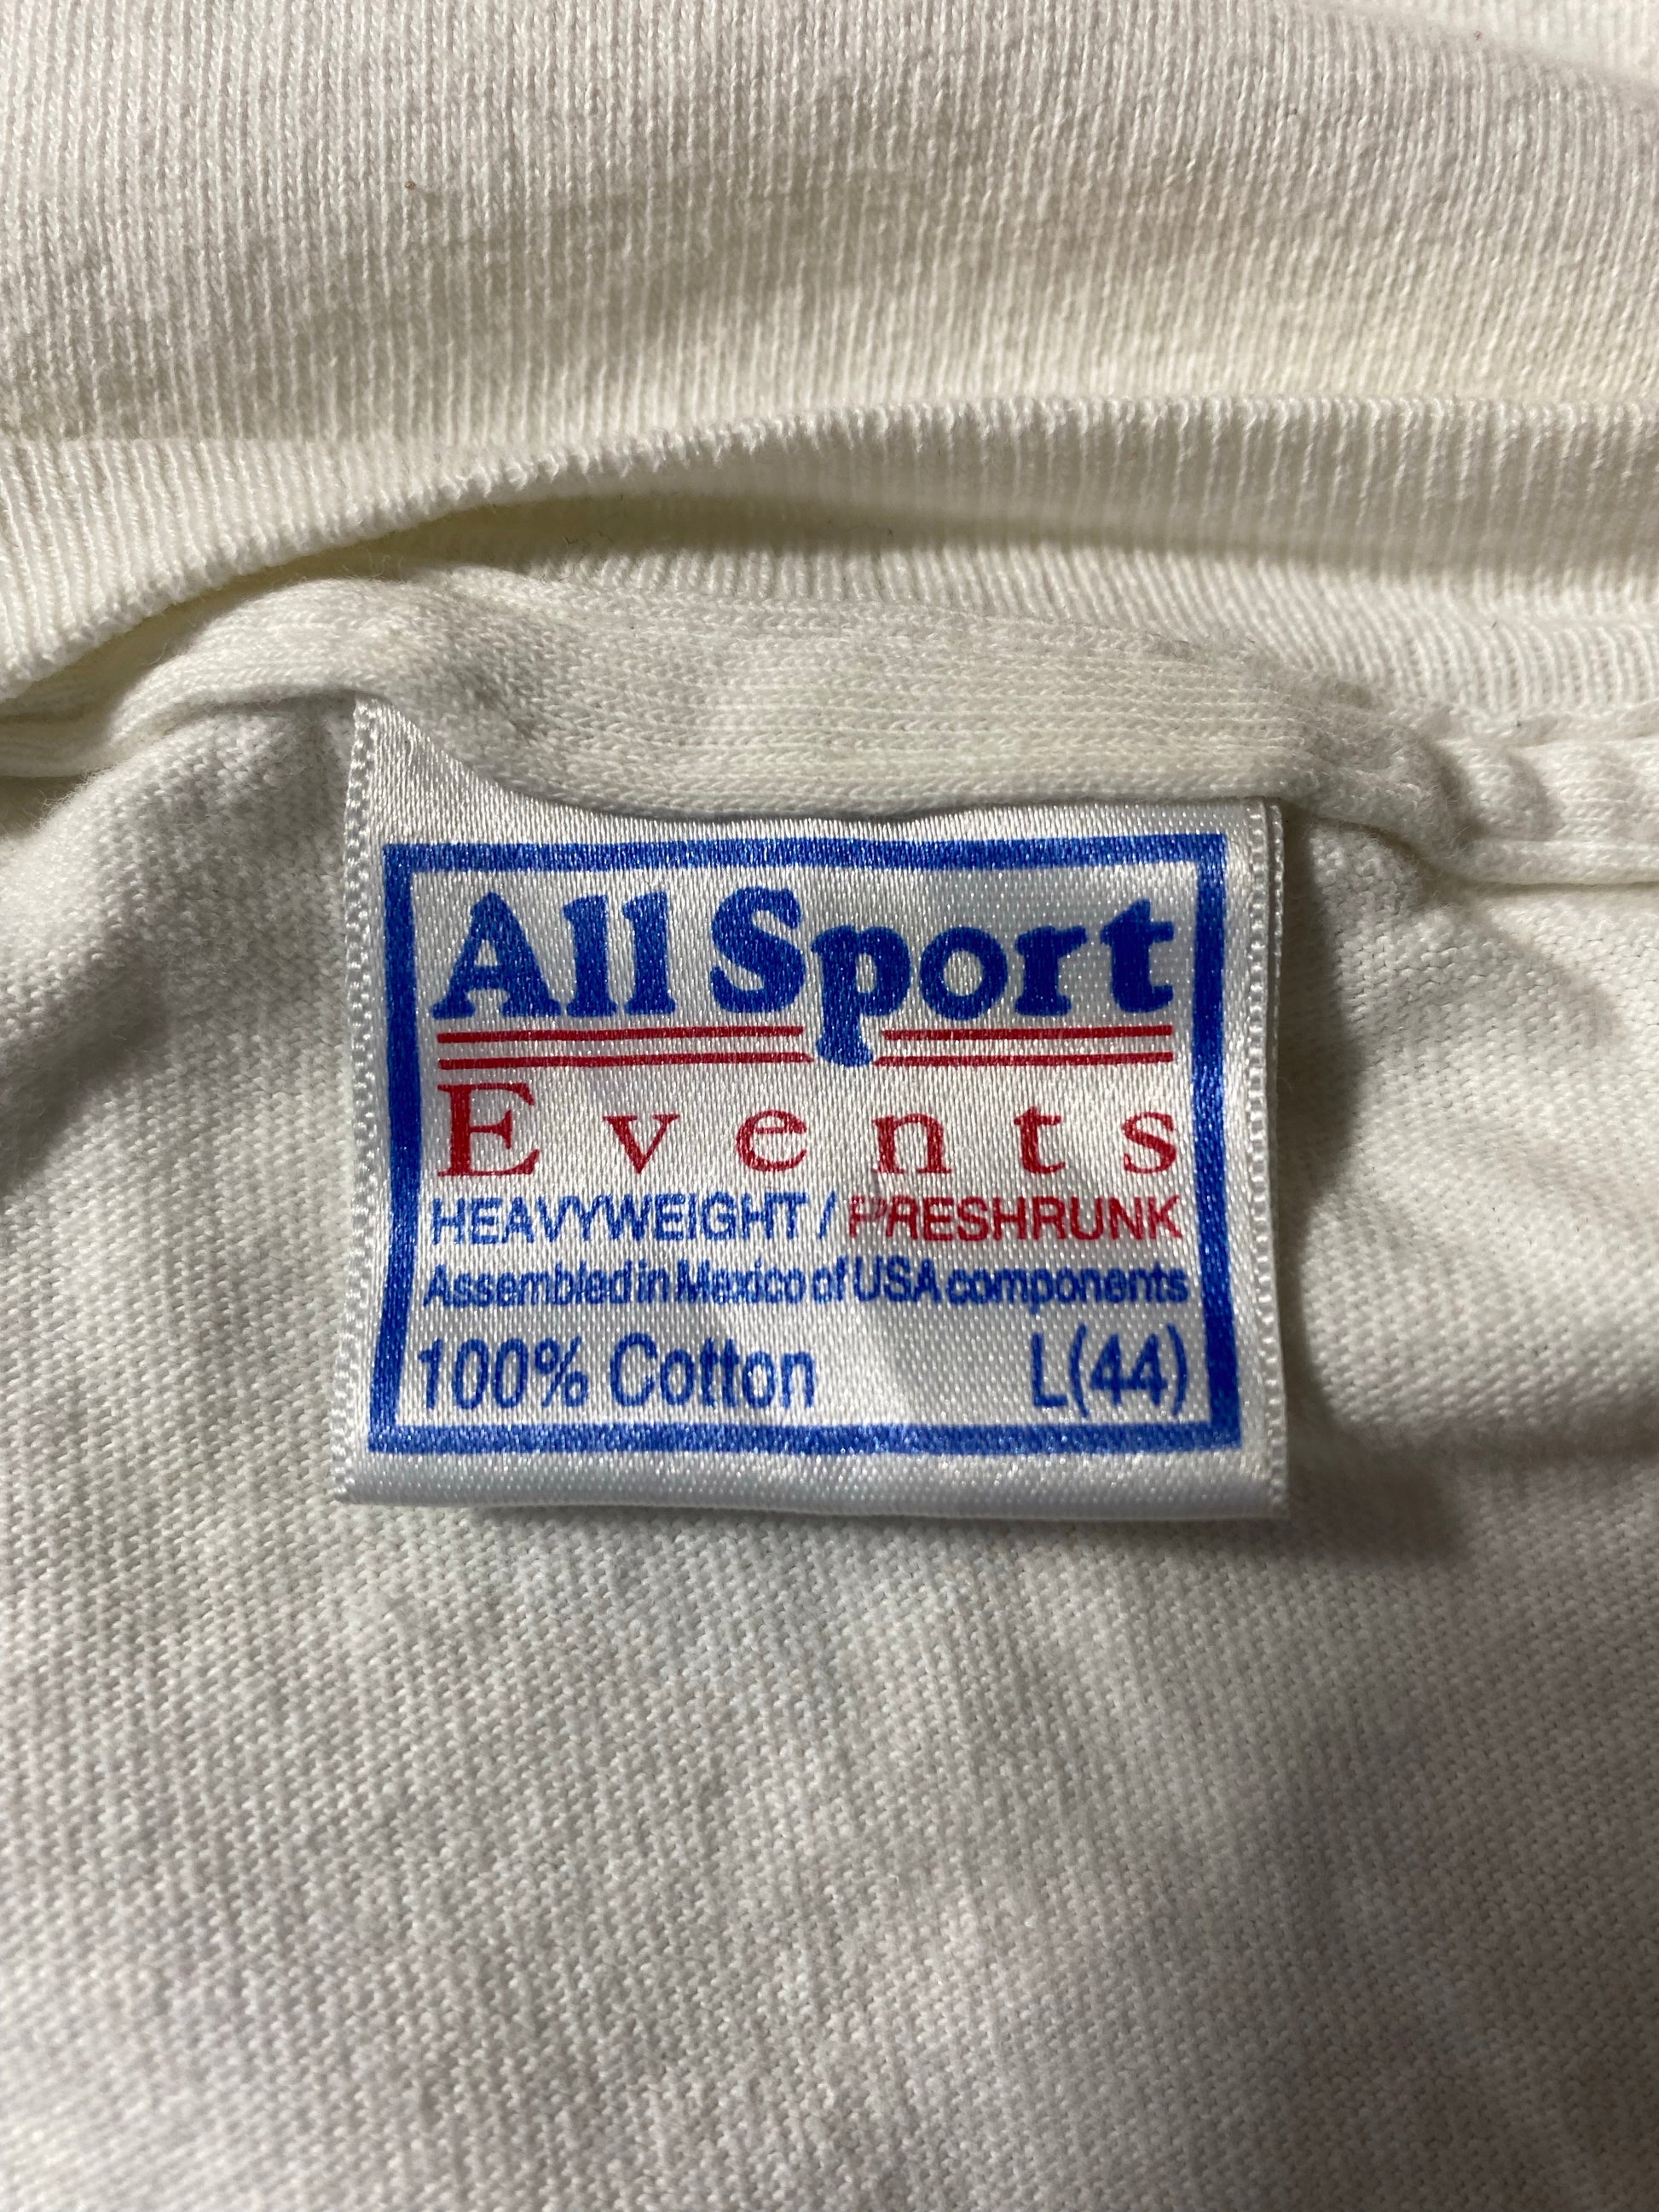 All Sport
Events
HEAVYWEIGHT / PRESHRUNK
Assembled in Mexico of USA components
100% Cotton L(44)